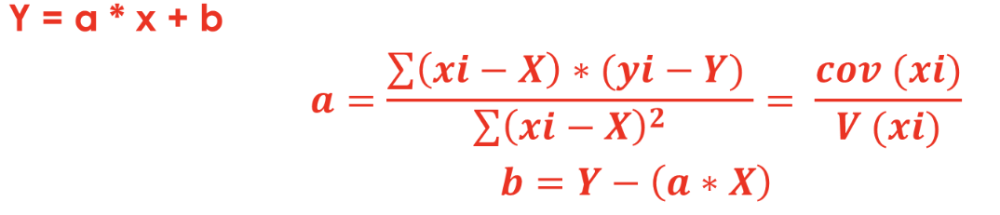 Y = a * x + b
a = ∑(xi − X) * (yi − Y) / ∑(xi − X)² = cov (xi) / V (xi)
b = Y − (a * X)